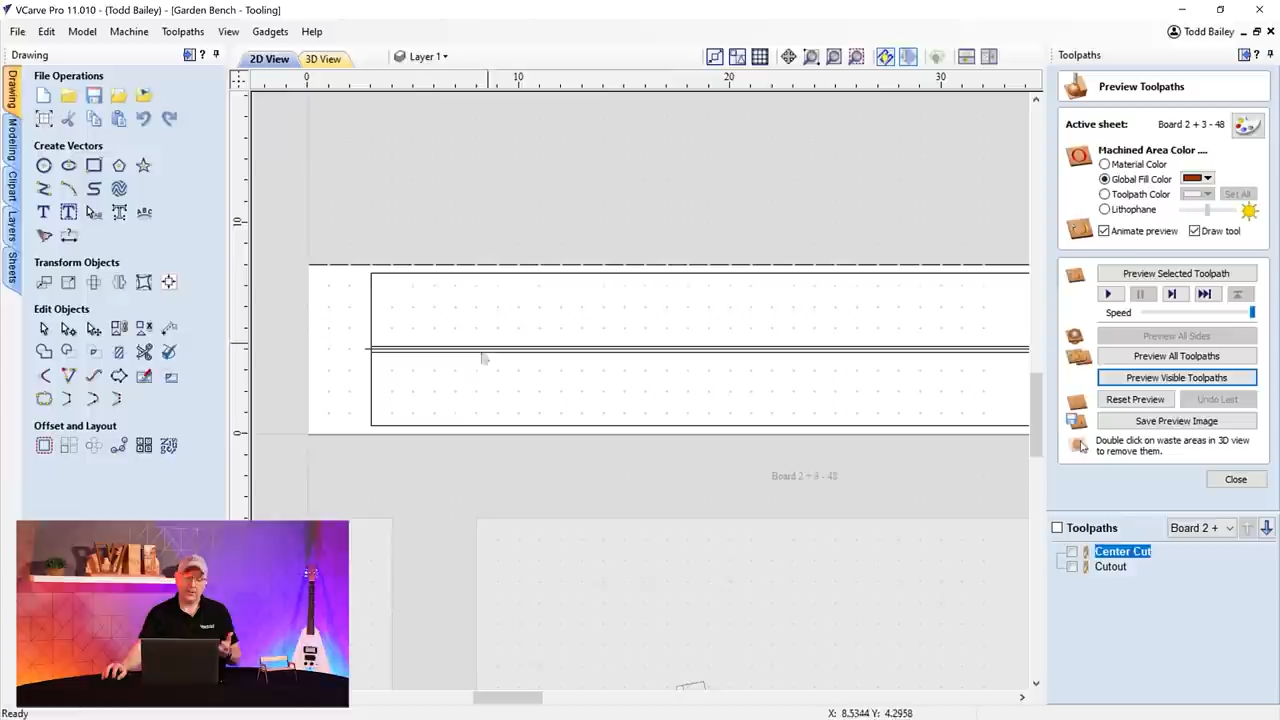 VCarve Pro 11.010 - {Todd Bailey} - [Garden Bench - Tooling]
File Edit Model Machine Toolpaths View Gadgets Help
Todd Bailey
Drawing
?
2D View
3D View
Layer 1
Toolpaths
?
Drawing
Modeling
Clipart
Layers
Sheets
File Operations
Create Vectors
Transform Objects
Edit Objects
Offset and Layout
0 10 20 30
10
0
Board 2 + 3 - 48
Preview Toolpaths
Active sheet: Board 2 + 3 - 48
Machined Area Color ....
Material Color
Global Fill Color
Toolpath Color Set All
Lithophane
Animate preview Draw tool
Preview Selected Toolpath
Speed
Preview All Sides
Preview All Toolpaths
Preview Visible Toolpaths
Reset Preview Undo Last
Save Preview Image
Double click on waste areas in 3D view
to remove them.
Close
Toolpaths Board 2 +
Center Cut
Cutout
Ready
X: 8.5344 Y: 4.2958